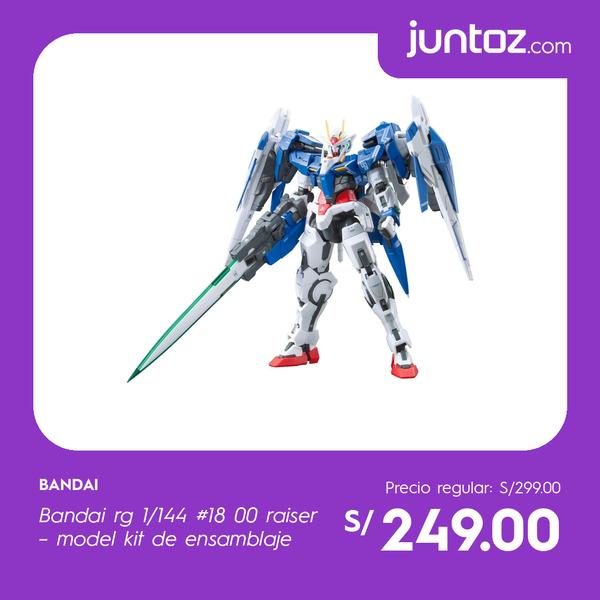 juntoz.com
BANDAI
Bandai rg 1/144 #18 00 raiser
- model kit de ensamblaje
Precio regular: S/299.00
S/249.00